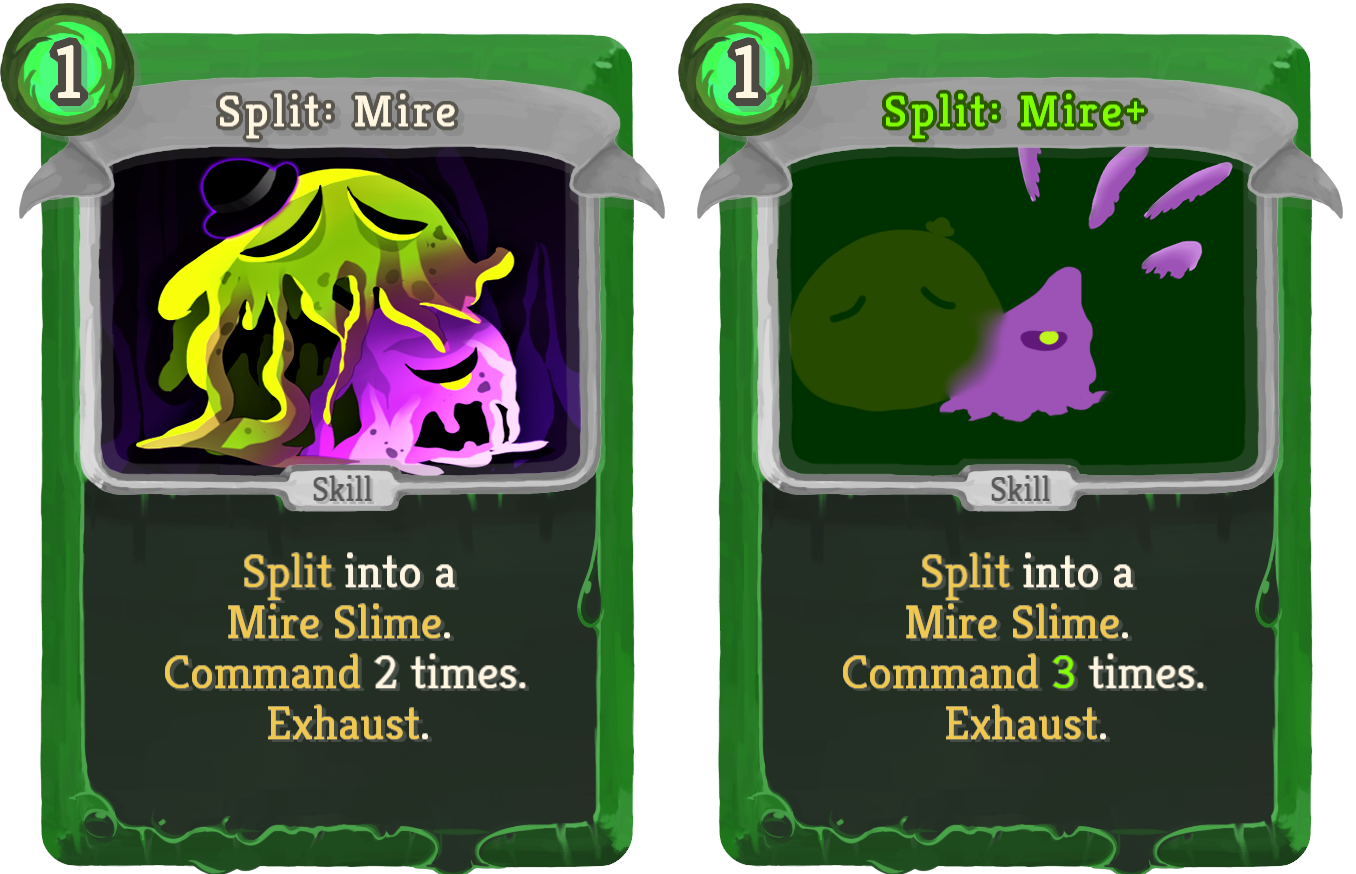 1
Split: Mire
Skill
Split into a
Mire Slime.
Command 2 times.
Exhaust.
1
Split: Mire+
Skill
Split into a
Mire Slime.
Command 3 times.
Exhaust.